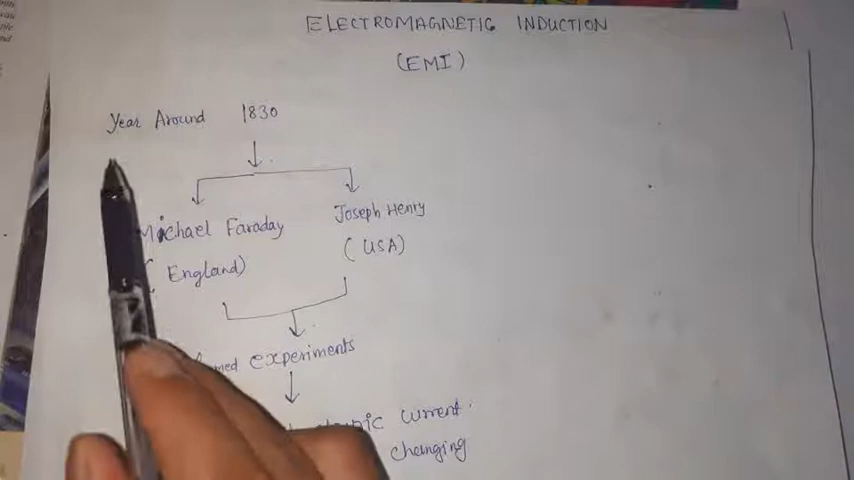 ELECTROMAGNETIC INDUCTION
(EMI)
Year Around 1830
Michael Faraday
Joseph Henry
(USA)
( England)
experiments
current
changing